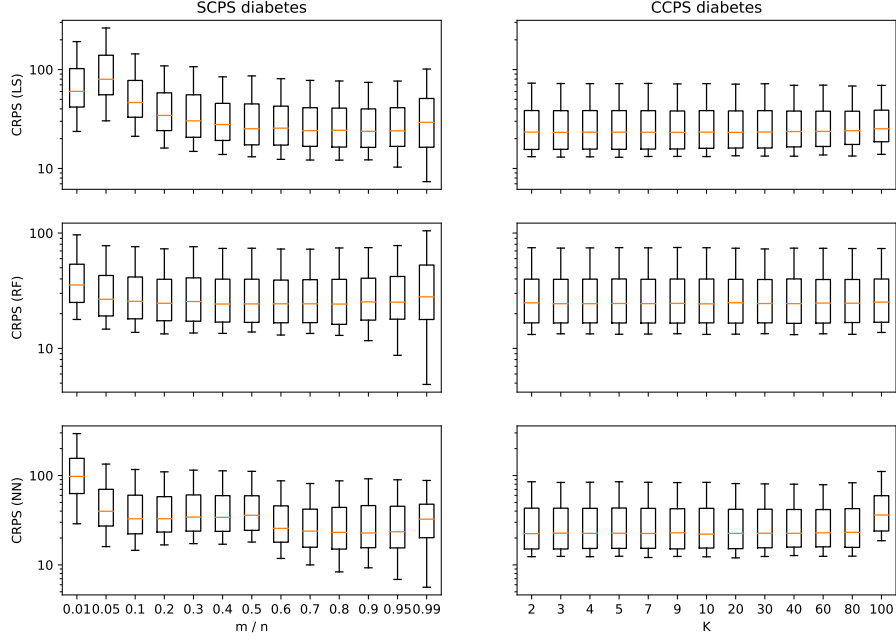 SCPS diabetes
CRPS (LS)
100
10
CRPS (RF)
100
10
CRPS (NN)
100
10
0.01 0.05 0.1 0.2 0.3 0.4 0.5 0.6 0.7 0.8 0.9 0.95 0.99
m / n
CCPS diabetes
2 3 4 5 7 9 10 20 30 40 60 80 100
K